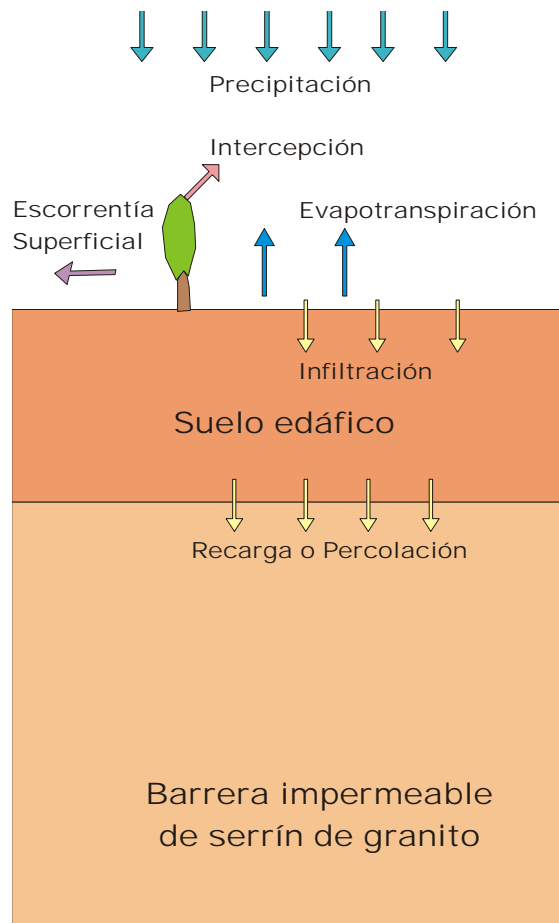 Precipitación
Intercepción
Escorrentía
Superficial
Evapotranspiración
Infiltración
Suelo edáfico
Recarga o Percolación
Barrera impermeable
de serrín de granito